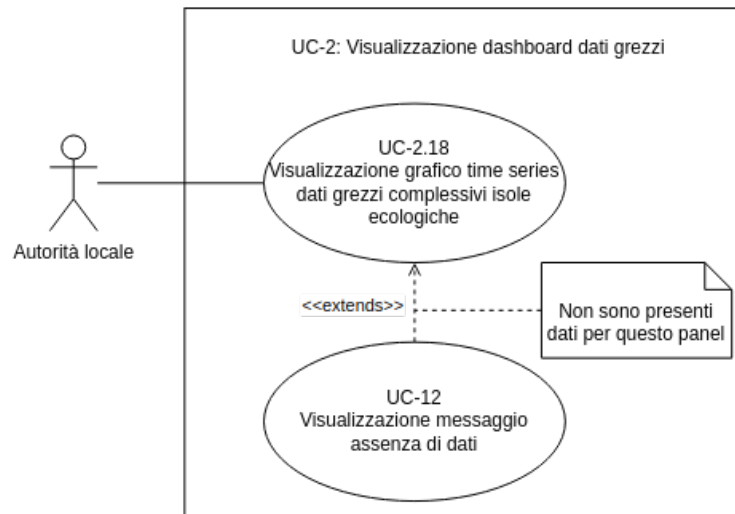 UC-2: Visualizzazione dashboard dati grezzi
UC-2.18
Visualizzazione grafico time series
dati grezzi complessivi isole
ecologiche
Autorità locale
<<extends>>
Non sono presenti
dati per questo panel
UC-12
Visualizzazione messaggio
assenza di dati